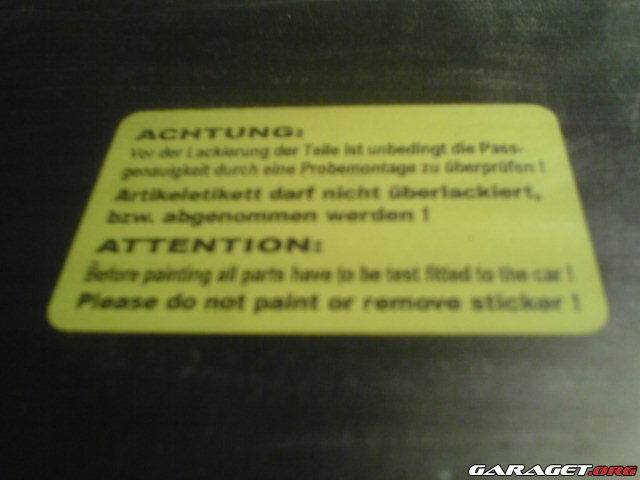 ACHTUNG:
Vor der Lackierung der Teile ist unbedingt die Pass-
genauigkeit durch eine Probemontage zu überprüfen !
Artikeletikett darf nicht überlackiert,
bzw. abgenommen werden !
ATTENTION:
Before painting all parts have to be test fitted to the car !
Please do not paint or remove sticker !
GARAGET.ORG